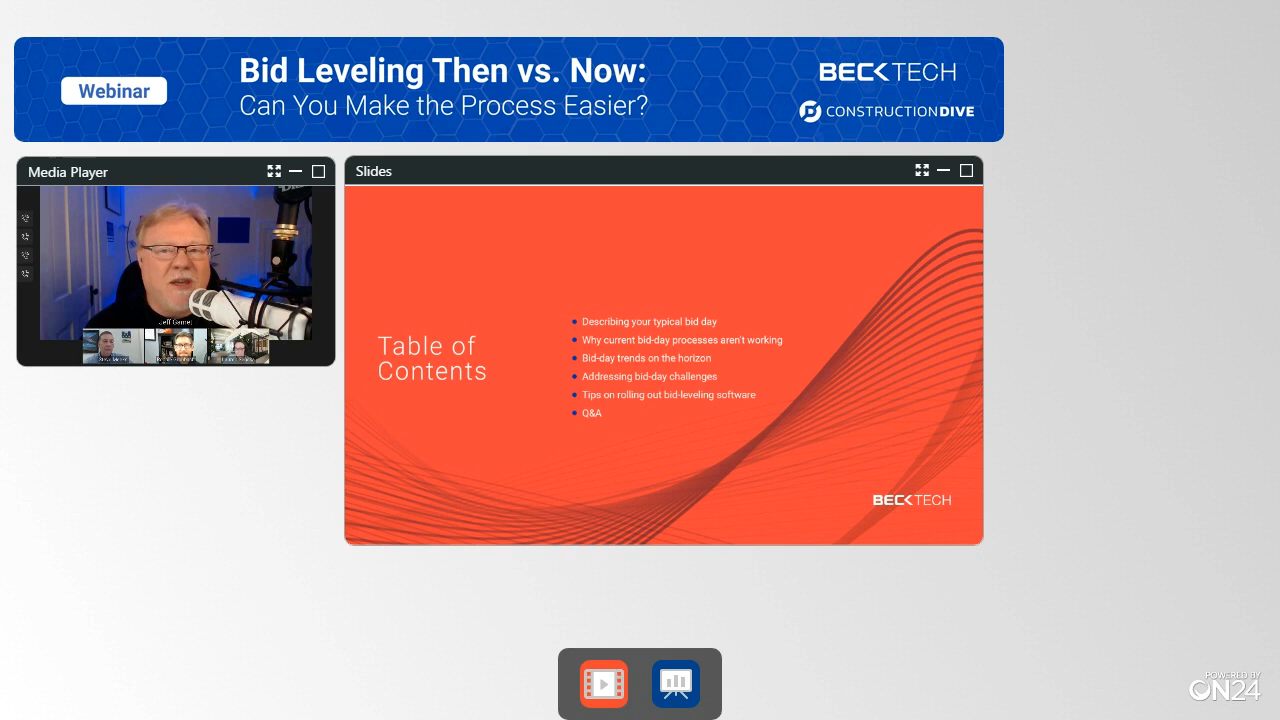 Webinar
Bid Leveling Then vs. Now:
Can You Make the Process Easier?
BECKTECH
CONSTRUCTIONDIVE
Media Player
Jeff Gamet
Slides
Table of
Contents
Describing your typical bid day
Why current bid-day processes aren't working
Bid-day trends on the horizon
Addressing bid-day challenges
Tips on rolling out bid-leveling software
Q&A
BECKTECH
POWERED BY
ON24